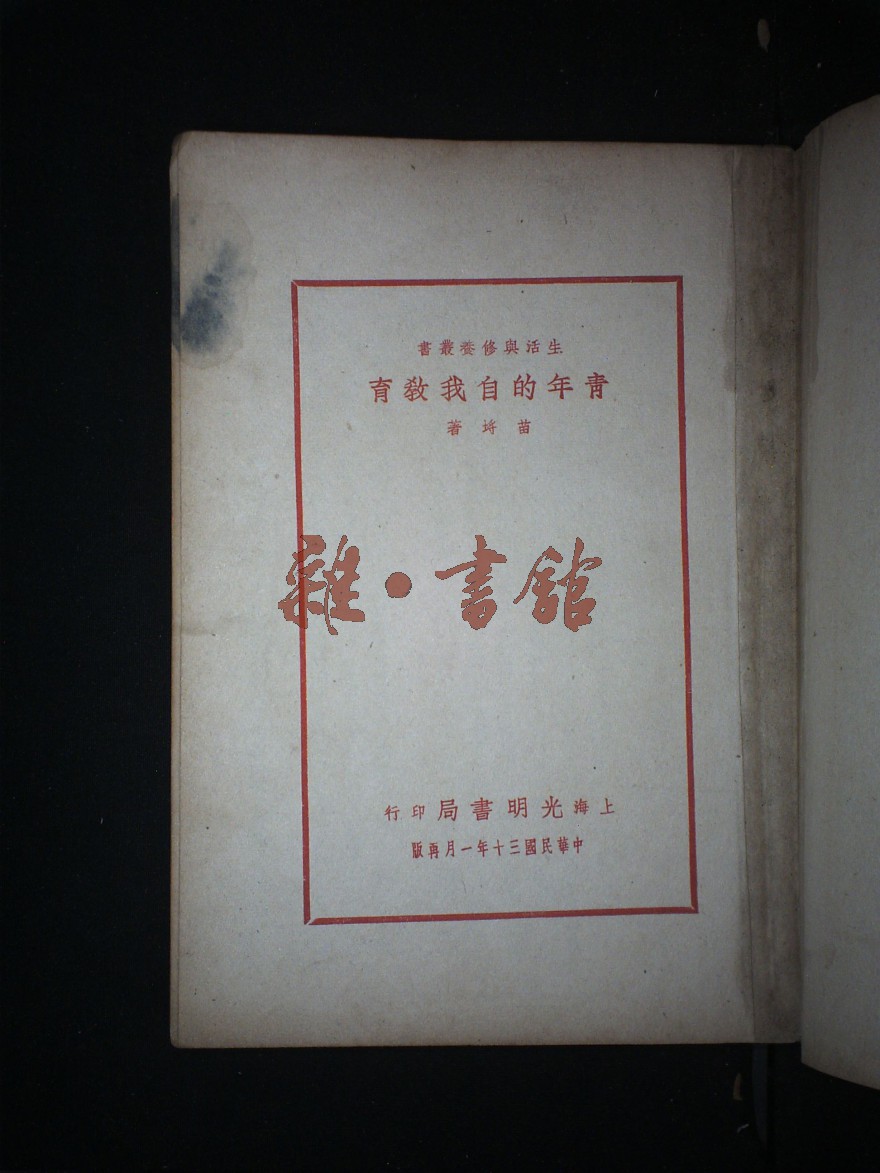 生活與修養叢書
青年的自我教育
苗埒著
雜·書館
上海光明書局印行
中華民國三十年一月再版